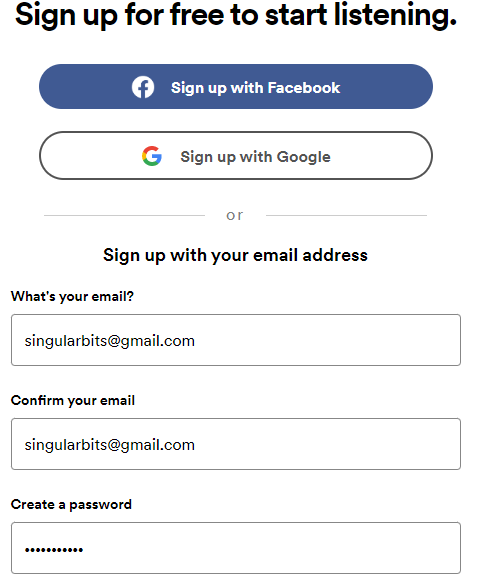 Sign up for free to start listening.
Sign up with Facebook
Sign up with Google
or
Sign up with your email address
What's your email?
singularbits@gmail.com
Confirm your email
singularbits@gmail.com
Create a password
•••••••••••